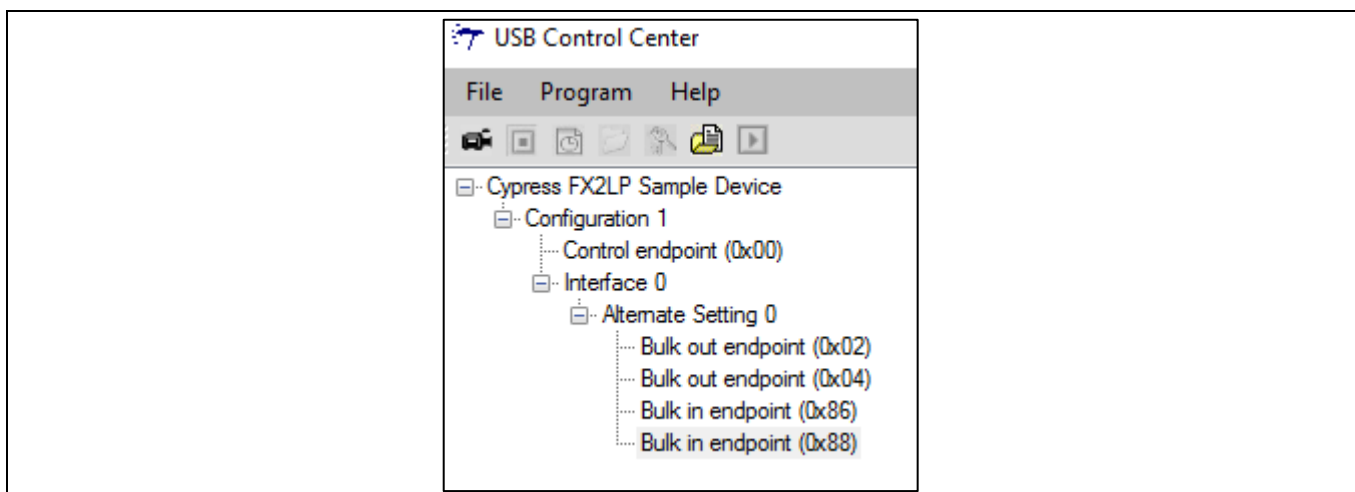 USB Control Center
File Program Help
Cypress FX2LP Sample Device
Configuration 1
Control endpoint (0x00)
Interface 0
Alternate Setting 0
Bulk out endpoint (0x02)
Bulk out endpoint (0x04)
Bulk in endpoint (0x86)
Bulk in endpoint (0x88)